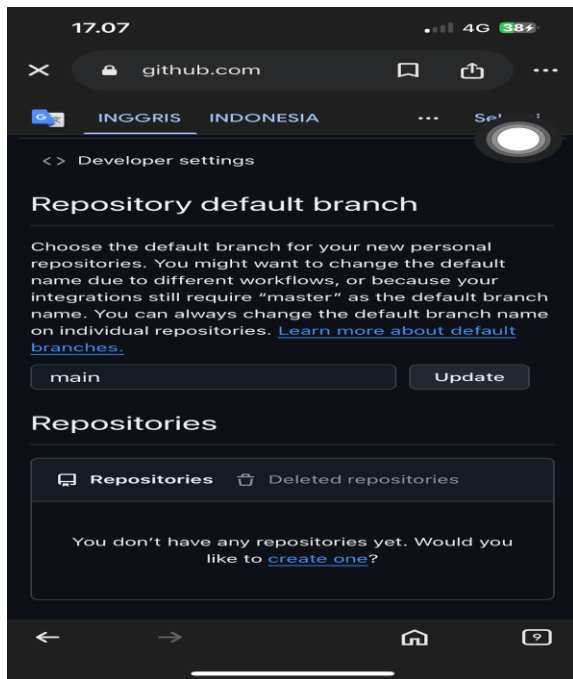 17.07
4G 38
github.com
INGGRIS INDONESIA
<> Developer settings
Repository default branch
Choose the default branch for your new personal
repositories. You might want to change the default
name due to different workflows, or because your
integrations still require “master” as the default branch
name. You can always change the default branch name
on individual repositories. Learn more about default
branches.
main
Update
Repositories
Repositories Deleted repositories
You don’t have any repositories yet. Would you
like to create one?
9